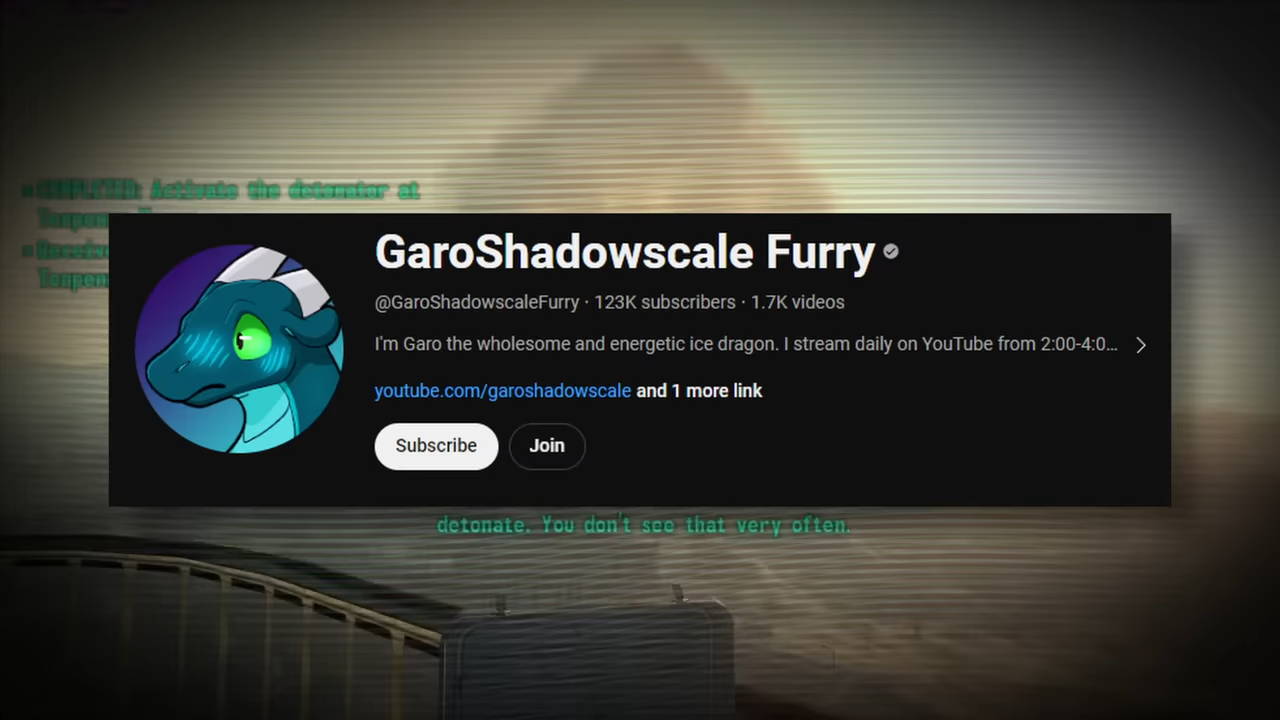 COMPLETED: Activate the detonator at
GaroShadowscale Furry
@GaroShadowscaleFurry · 123K subscribers · 1.7K videos
I'm Garo the wholesome and energetic ice dragon. I stream daily on YouTube from 2:00-4:0...
youtube.com/garoshadowscale and 1 more link
Subscribe Join
detonate. You don't see that very often.